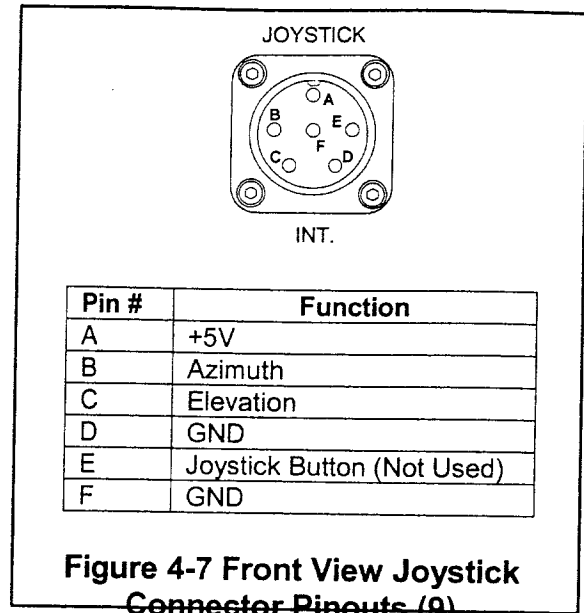 JOYSTICK
A
B
E
F
C
D
INT.
Pin # Function
A +5V
B Azimuth
C Elevation
D GND
E Joystick Button (Not Used)
F GND
Figure 4-7 Front View Joystick
Connector Pinouts (9)